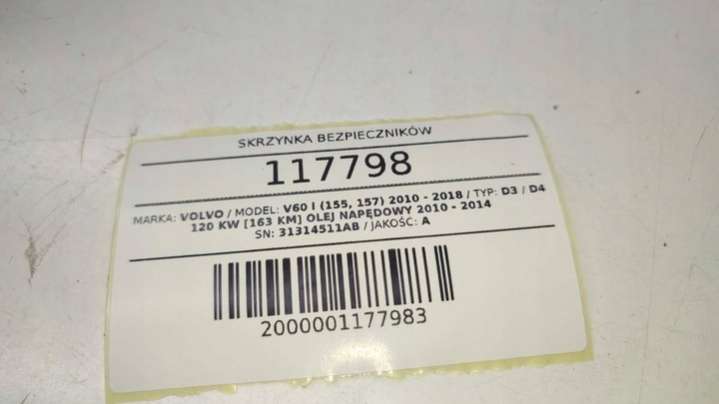 SKRZYNKA BEZPIECZNIKÓW
117798
MARKA: VOLVO / MODEL: V60 I (155, 157) 2010 - 2018 / TYP: D3 / D4
120 KW [163 KM] OLEJ NAPĘDOWY 2010 - 2014
SN: 31314511AB / JAKOŚĆ: A
2000001177983